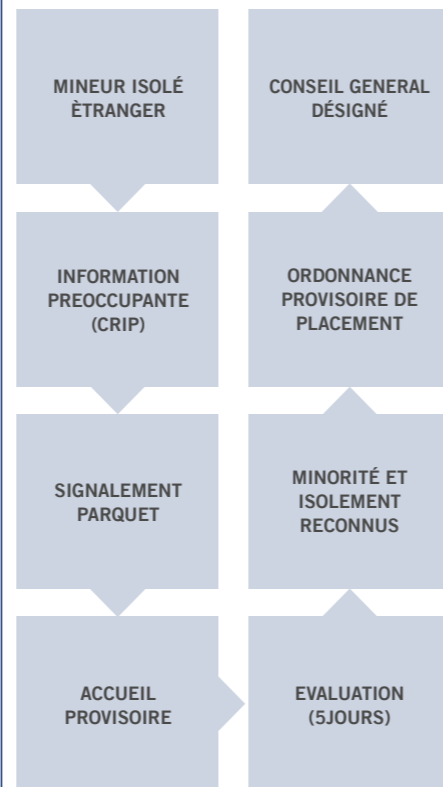 MINEUR ISOLÉ
ÈTRANGER
INFORMATION
PREOCCUPANTE
(CRIP)
SIGNALEMENT
PARQUET
ACCUEIL
PROVISOIRE
EVALUATION
(5JOURS)
MINORITÉ ET
ISOLEMENT
RECONNUS
ORDONNANCE
PROVISOIRE DE
PLACEMENT
CONSEIL GENERAL
DÉSIGNÉ